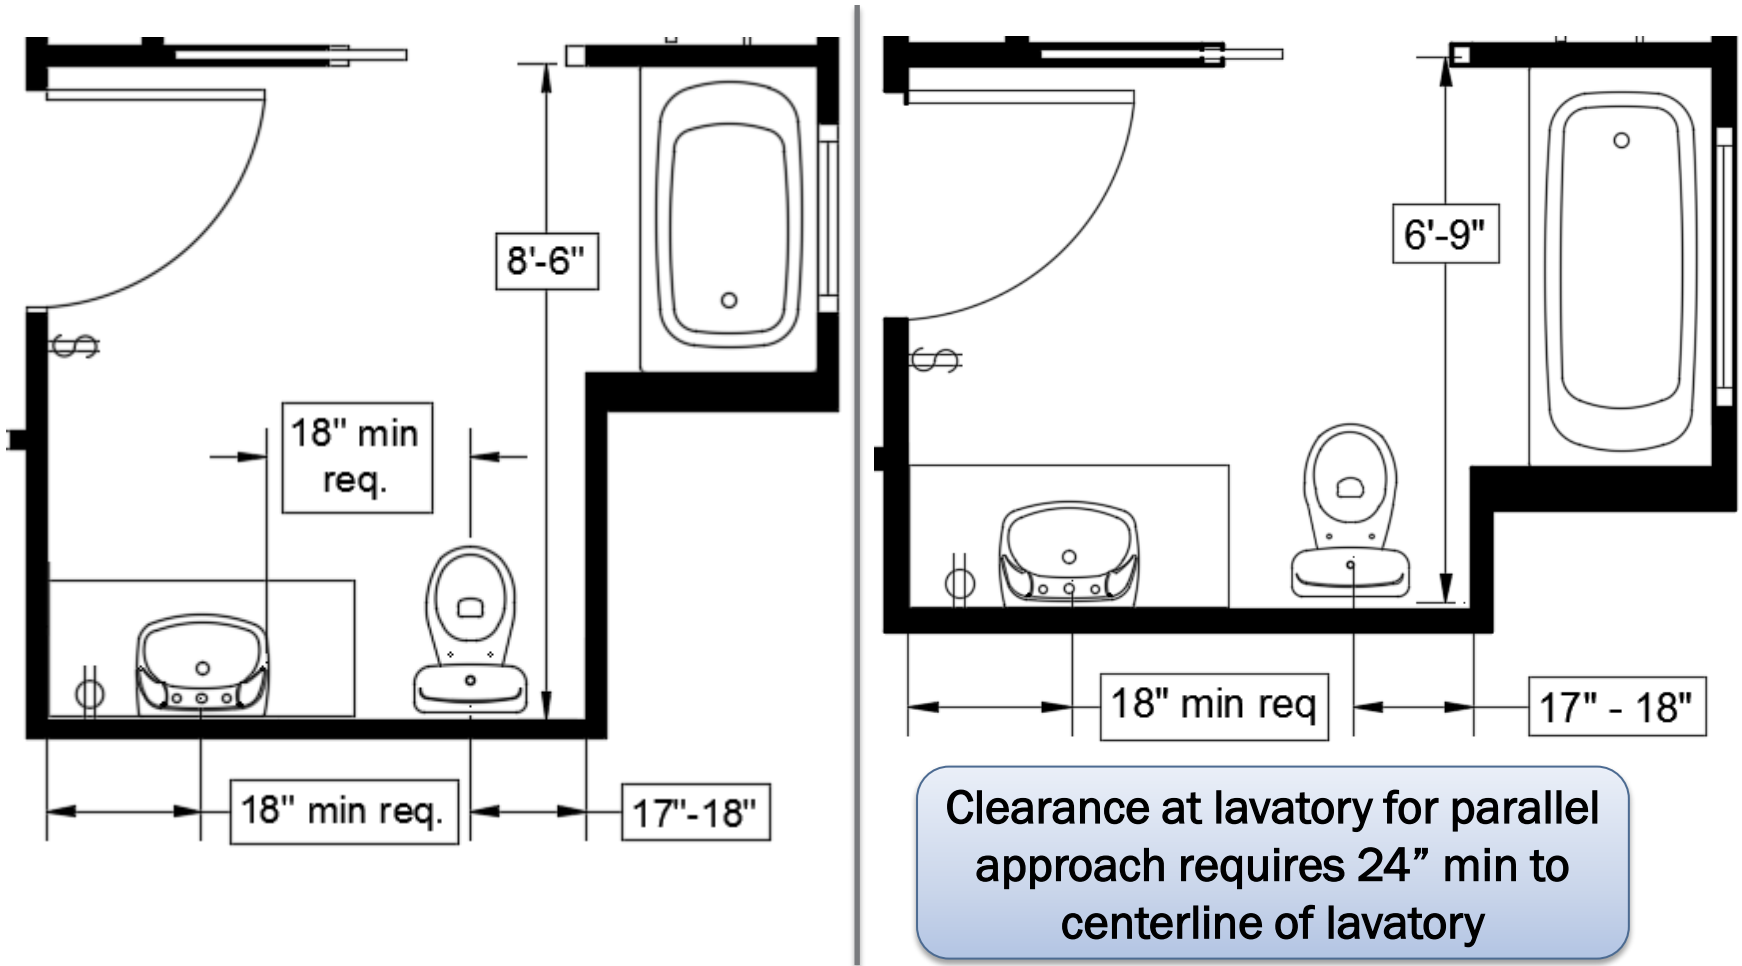 8'-6"
18" min
req.
18" min req.
17"-18"
6'-9"
18" min req
17" - 18"
Clearance at lavatory for parallel
approach requires 24” min to
centerline of lavatory